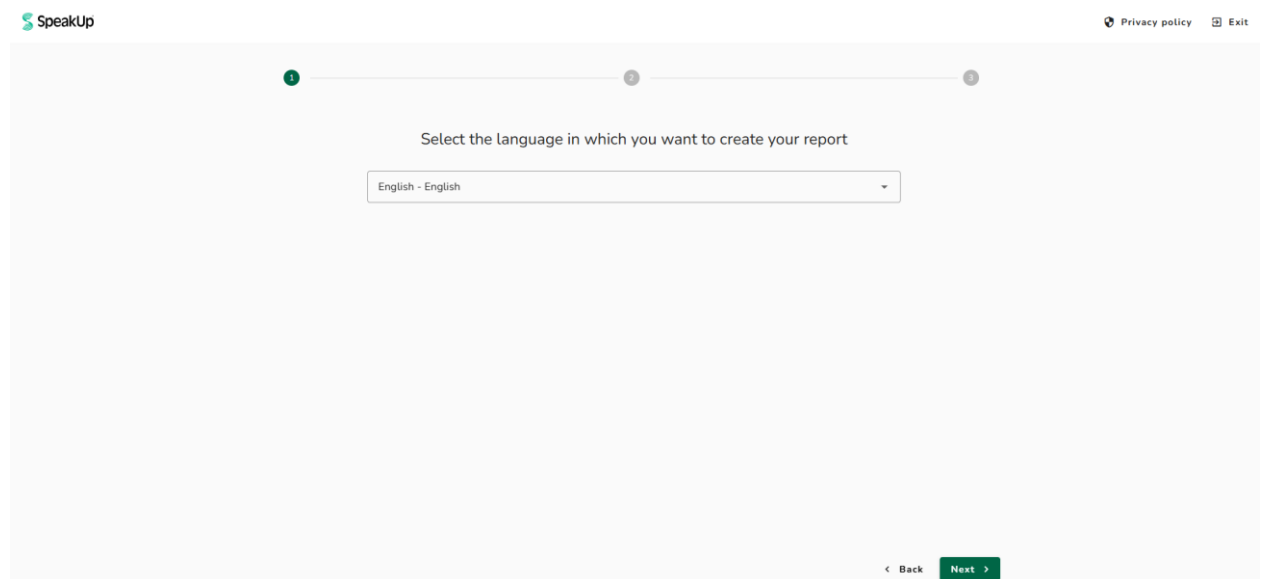 SpeakUp
Privacy policy
Exit
1
2
3
Select the language in which you want to create your report
English - English
Back
Next